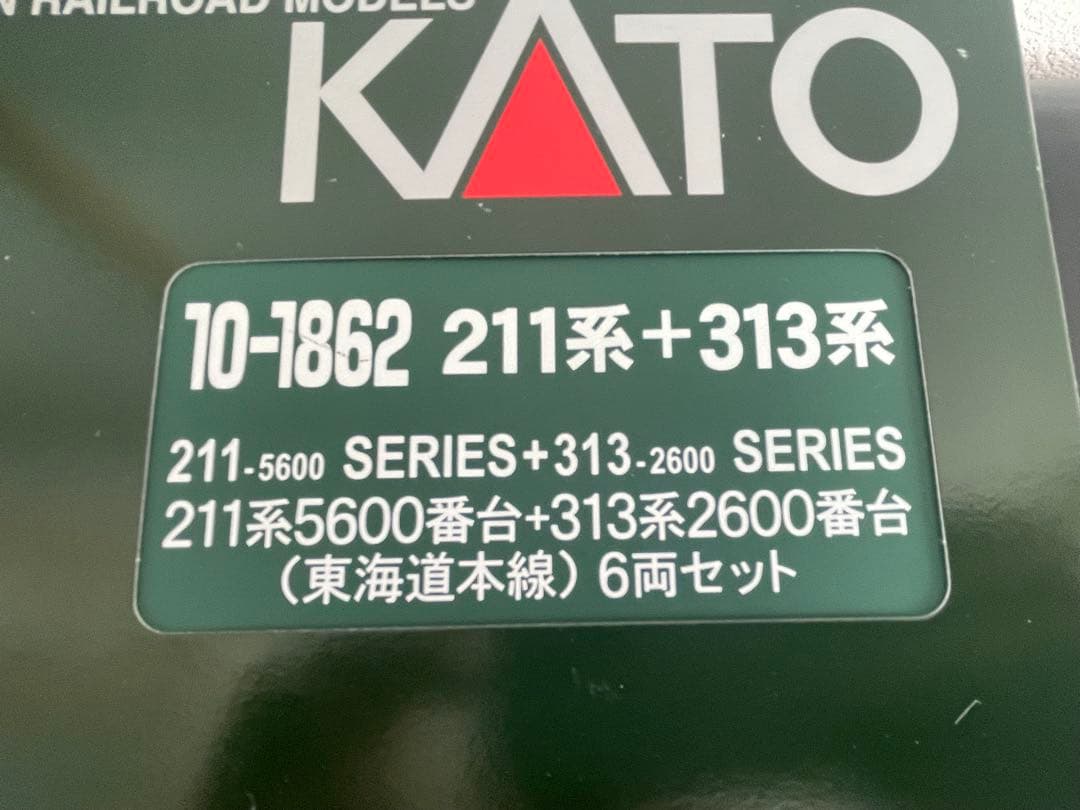 N RAILROAD MODELS
KATO
10-1862 211系+313系
211-5600 SERIES+313-2600 SERIES
211系5600番台+313系2600番台
(東海道本線) 6両セット